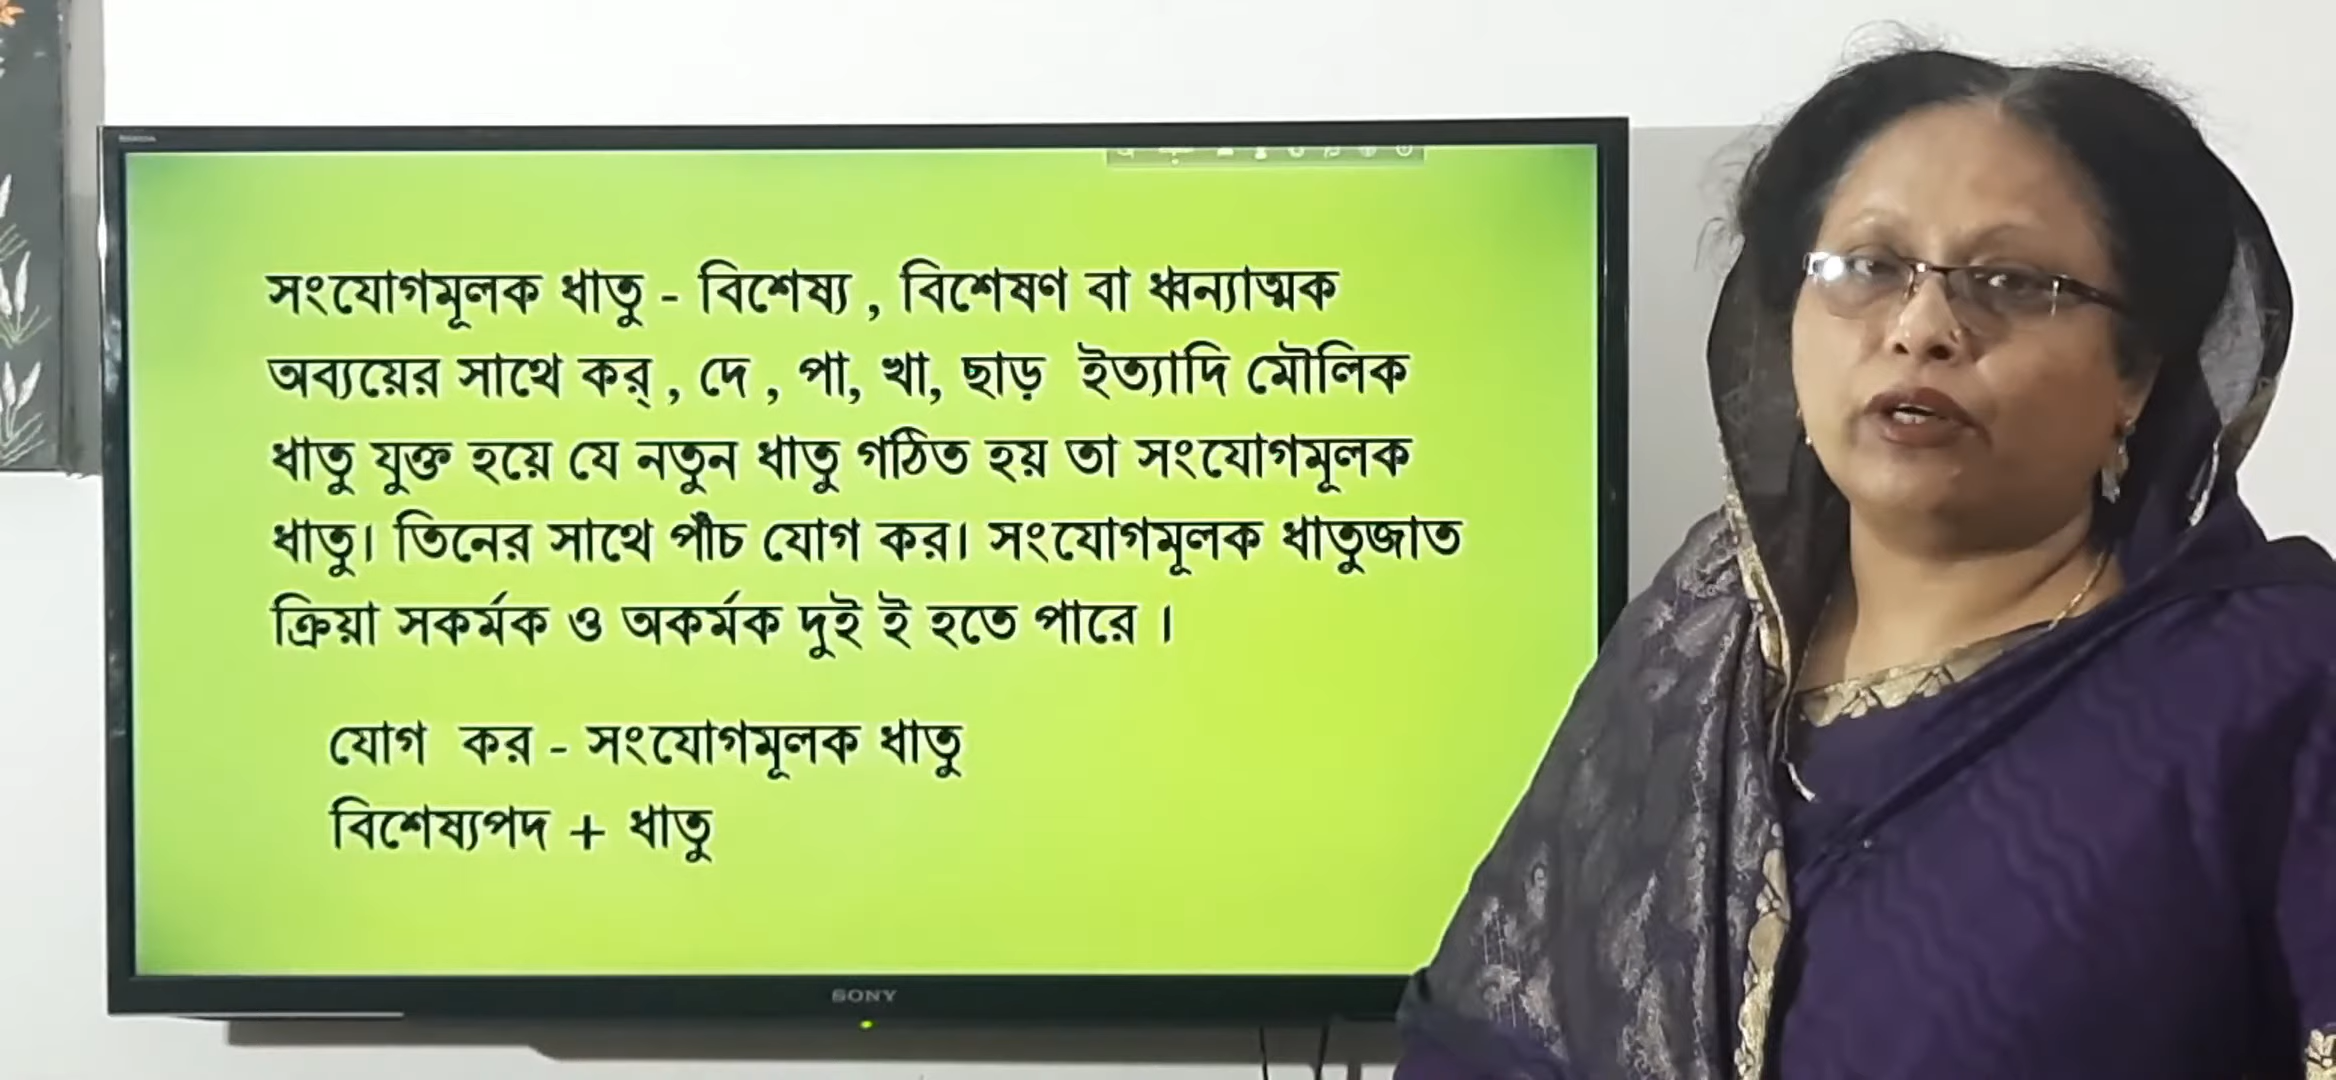 সংযোগমূলক ধাতু - বিশেষ্য , বিশেষণ বা ধ্বন্যাত্মক
অব্যয়ের সাথে কর্ , দে , পা, খা, ছাড় ইত্যাদি মৌলিক
ধাতু যুক্ত হয়ে যে নতুন ধাতু গঠিত হয় তা সংযোগমূলক
ধাতু। তিনের সাথে পাঁচ যোগ কর। সংযোগমূলক ধাতুজাত
ক্রিয়া সকর্মক ও অকর্মক দুই ই হতে পারে ।
যোগ কর - সংযোগমূলক ধাতু
বিশেষ্যপদ + ধাতু
SONY